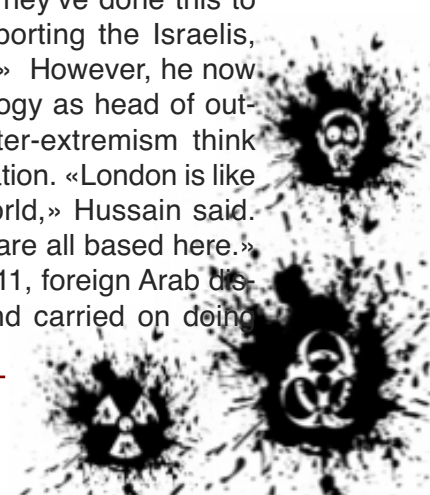 they've done this to
porting the Israelis,
» However, he now
ogy as head of out-
ter-extremism think
ation. «London is like
orld,» Hussain said.
are all based here.»
11, foreign Arab dis-
nd carried on doing